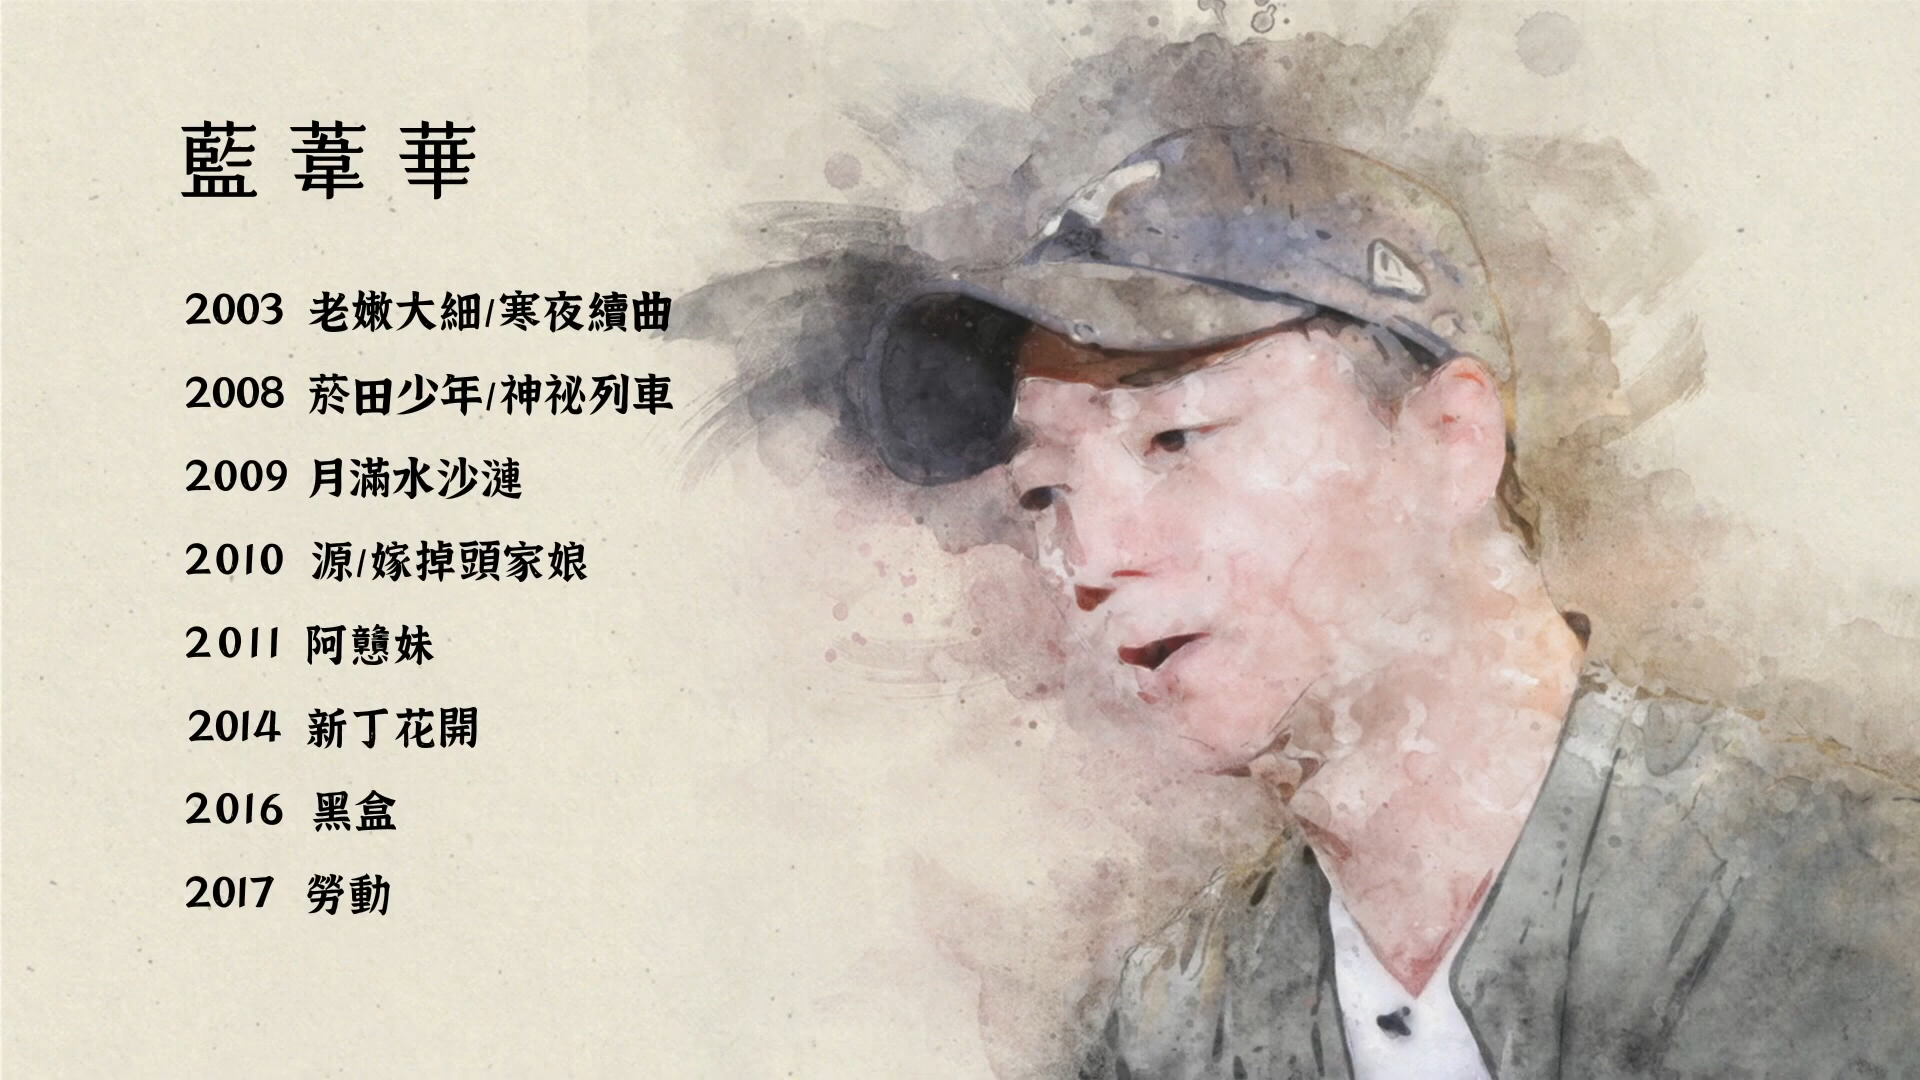 藍葦華
2003 老嫩大細/寒夜續曲
2008 菸田少年/神祕列車
2009 月滿水沙漣
2010 源/嫁掉頭家娘
2011 阿戇妹
2014 新丁花開
2016 黑盒
2017 勞動